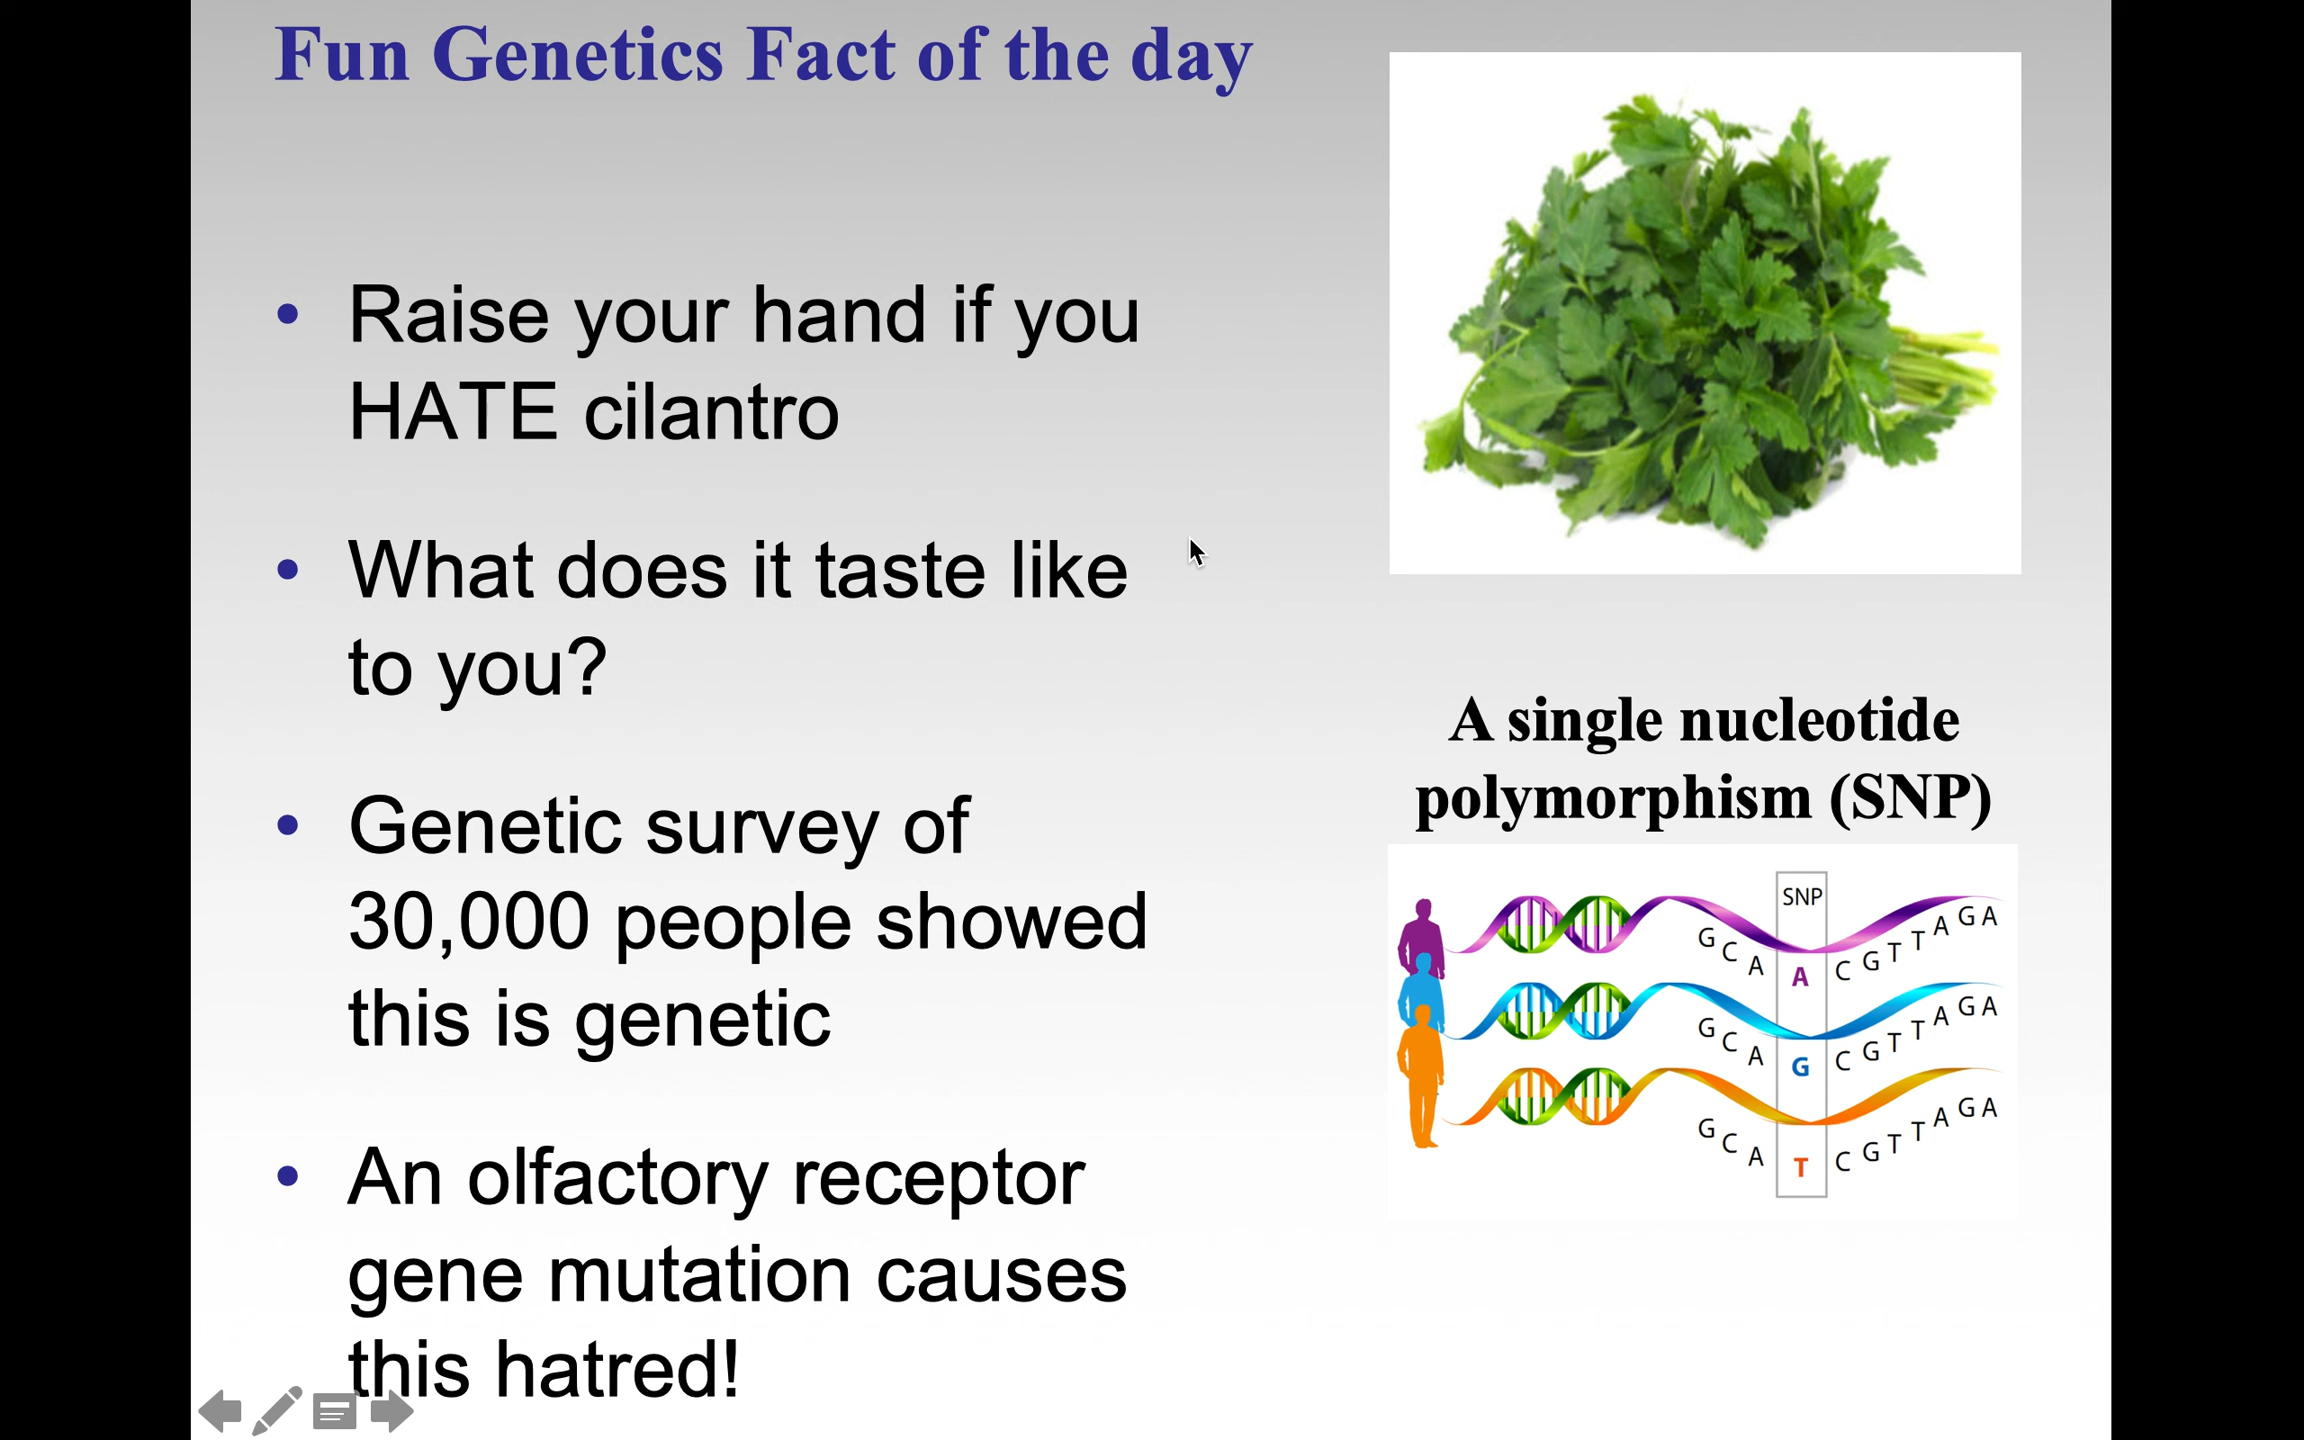 Fun Genetics Fact of the day
• Raise your hand if you
HATE cilantro
• What does it taste like
to you?
• Genetic survey of
30,000 people showed
this is genetic
• An olfactory receptor
gene mutation causes
this hatred!
A single nucleotide
polymorphism (SNP)
SNP
G C A A C G T T A G A
G C A G C G T T A G A
G C A T C G T T A G A